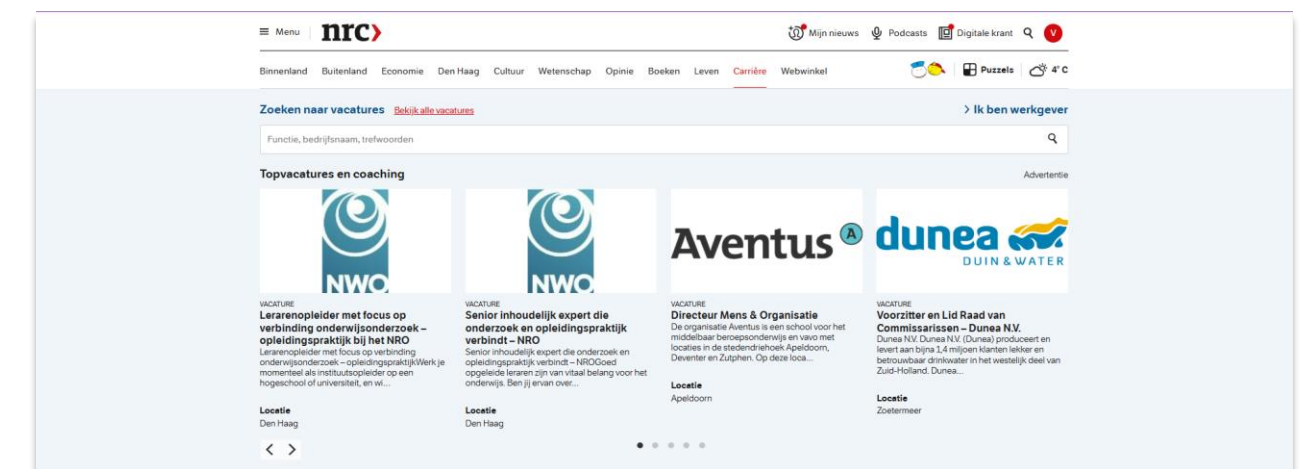 Menu
nrc>
Mijn nieuws
Podcasts
Digitale krant
V
Binnenland Buitenland Economie Den Haag Cultuur Wetenschap Opinie Boeken Leven Carrière Webwinkel
Puzzels
4° C
Zoeken naar vacatures Bekijk alle vacatures
> Ik ben werkgever
Functie, bedrijfsnaam, trefwoorden
Topvacatures en coaching
Advertentie
NWO
VACATURE
Lerarenopleider met focus op
verbinding onderwijsonderzoek –
opleidingspraktijk bij het NRO
Lerarenopleider met focus op verbinding
onderwijsonderzoek – opleidingspraktijkWerk je
momenteel als instituutsopleider op een
hogeschool of universiteit, en wi...
Locatie
Den Haag
NWO
VACATURE
Senior inhoudelijk expert die
onderzoek en opleidingspraktijk
verbindt – NRO
Senior inhoudelijk expert die onderzoek en
opleidingspraktijk verbindt – NROGoed
opgeleide leraren zijn van vitaal belang voor het
onderwijs. Ben jij ervan over...
Locatie
Den Haag
Aventus A
VACATURE
Directeur Mens & Organisatie
De organisatie Aventus is een school voor het
middelbaar beroepsonderwijs en vavo met
locaties in de stedendriehoek Apeldoorn,
Deventer en Zutphen. Op deze loca...
Locatie
Apeldoorn
dunea
DUIN & WATER
VACATURE
Voorzitter en Lid Raad van
Commissarissen – Dunea N.V.
Dunea N.V. Dunea N.V. (Dunea) produceert en
levert aan bijna 1,4 miljoen klanten lekker en
betrouwbaar drinkwater in het westelijk deel van
Zuid-Holland. Dunea...
Locatie
Zoetermeer